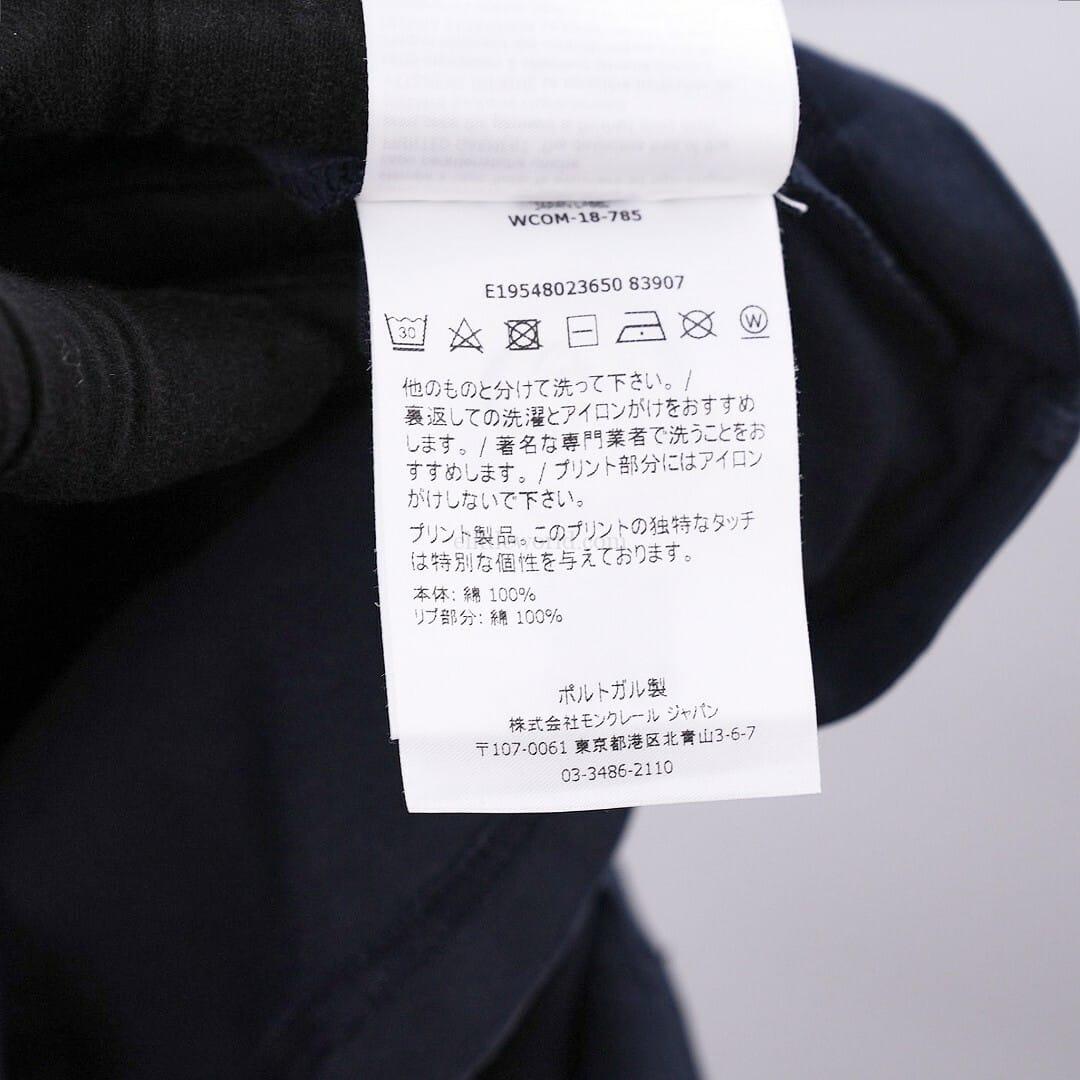 JAPAN LABEL
WCOM-18-785
E19548023650 83907
30
W
他のものと分けて洗って下さい。/
裏返しての洗濯とアイロンがけをおすすめ
します。/ 著名な専門業者で洗うことをお
すすめします。/ プリント部分にはアイロン
がけしないで下さい。
プリント製品。このプリントの独特なタッチ
は特別な個性を与えております。
本体: 綿 100%
リブ部分: 綿 100%
ポルトガル製
株式会社モンクレール ジャパン
〒107-0061 東京都港区北青山3-6-7
03-3486-2110